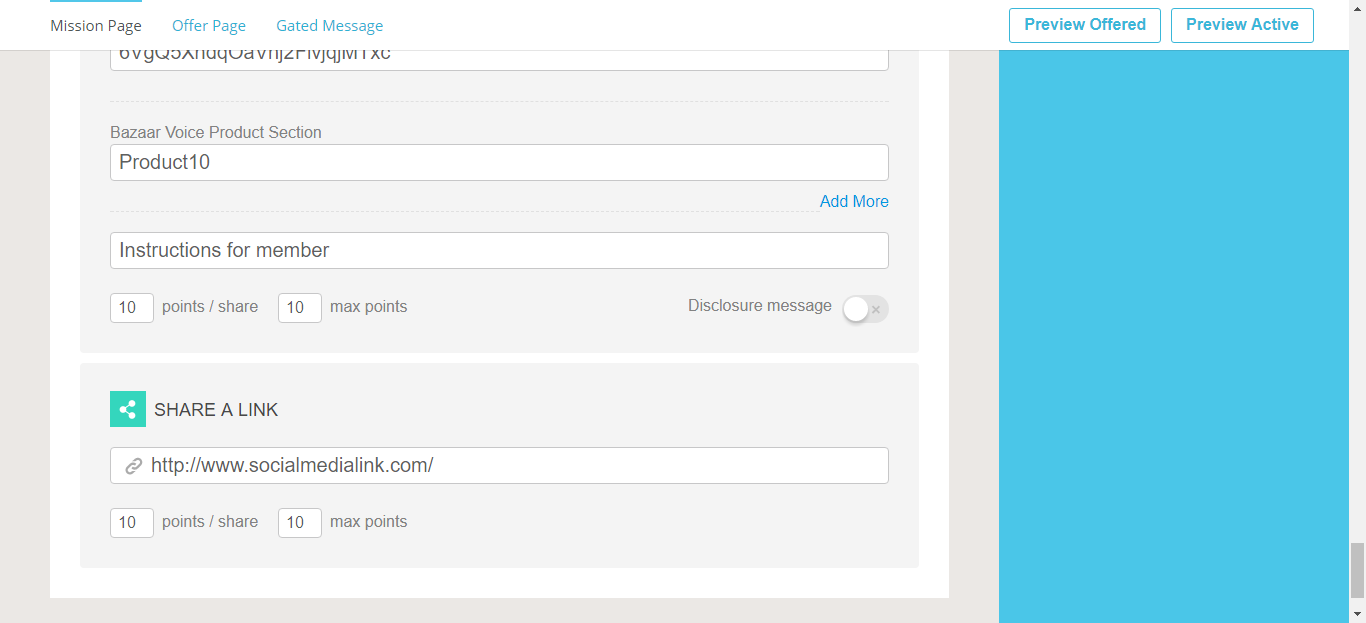 Mission Page Offer Page Gated Message Preview Offered Preview Active
Bazaar Voice Product Section
Product10
Add More
Instructions for member
10 points / share 10 max points Disclosure message
SHARE A LINK
http://www.socialmedialink.com/
10 points / share 10 max points